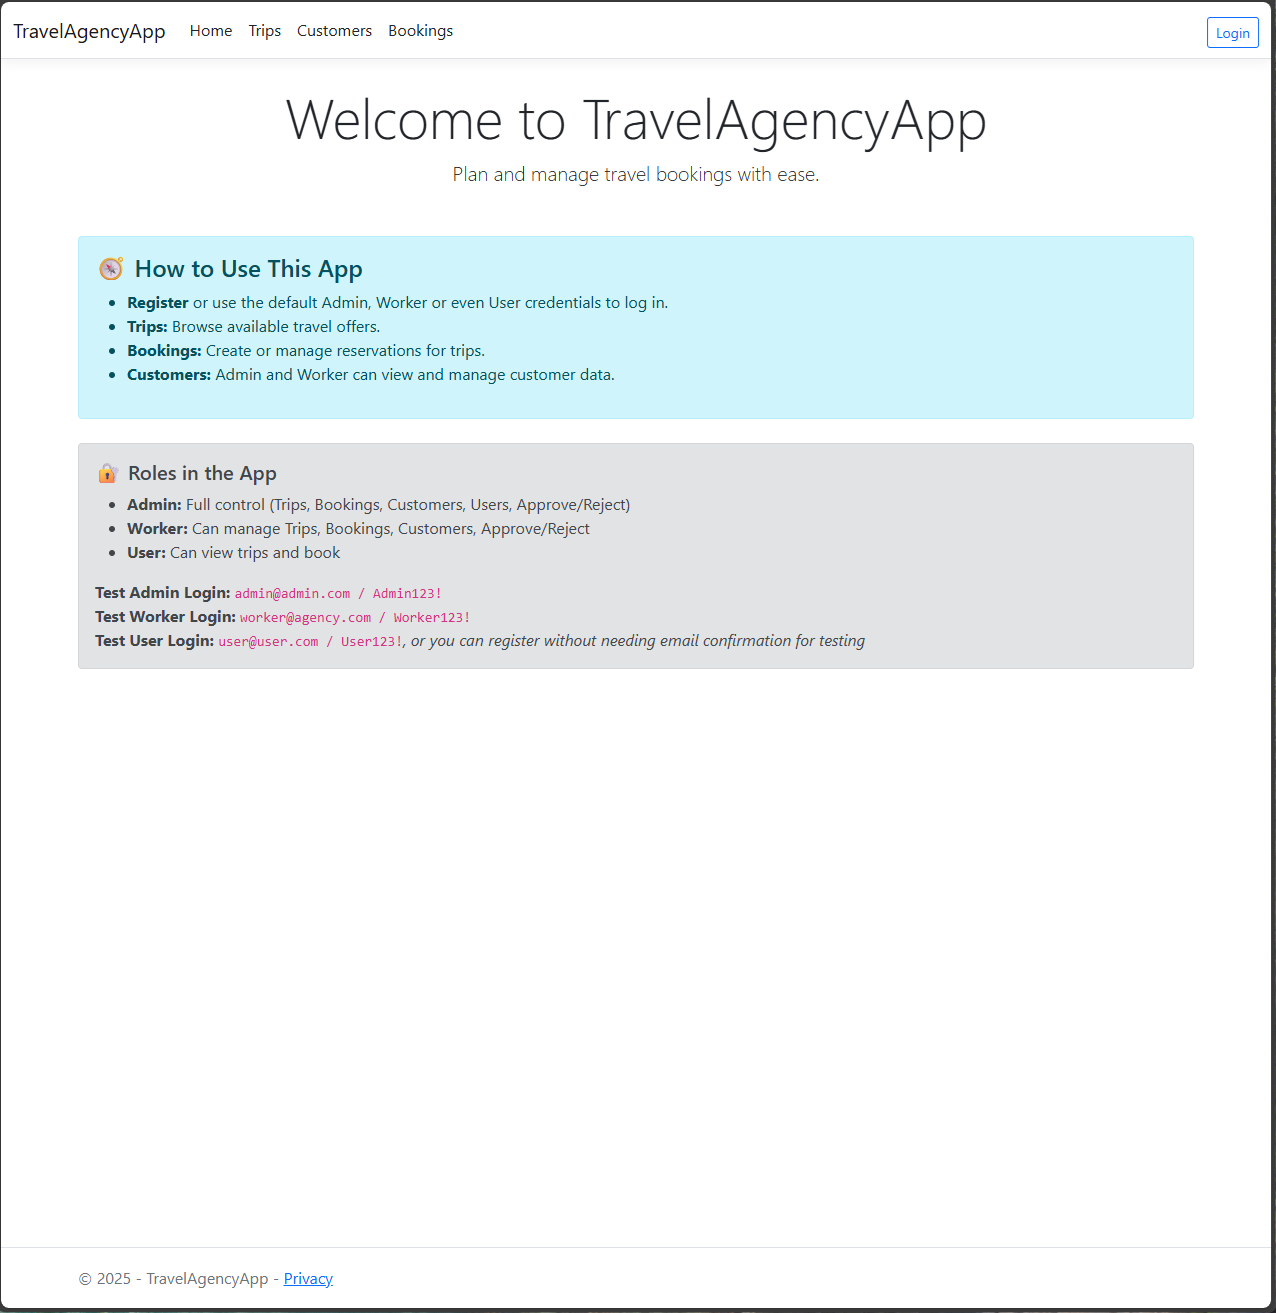 TravelAgencyApp Home Trips Customers Bookings Login
Welcome to TravelAgencyApp
Plan and manage travel bookings with ease.
How to Use This App
Register or use the default Admin, Worker or even User credentials to log in.
Trips: Browse available travel offers.
Bookings: Create or manage reservations for trips.
Customers: Admin and Worker can view and manage customer data.
Roles in the App
Admin: Full control (Trips, Bookings, Customers, Users, Approve/Reject)
Worker: Can manage Trips, Bookings, Customers, Approve/Reject
User: Can view trips and book
Test Admin Login: admin@admin.com / Admin123!
Test Worker Login: worker@agency.com / Worker123!
Test User Login: user@user.com / User123!, or you can register without needing email confirmation for testing
© 2025 - TravelAgencyApp - Privacy